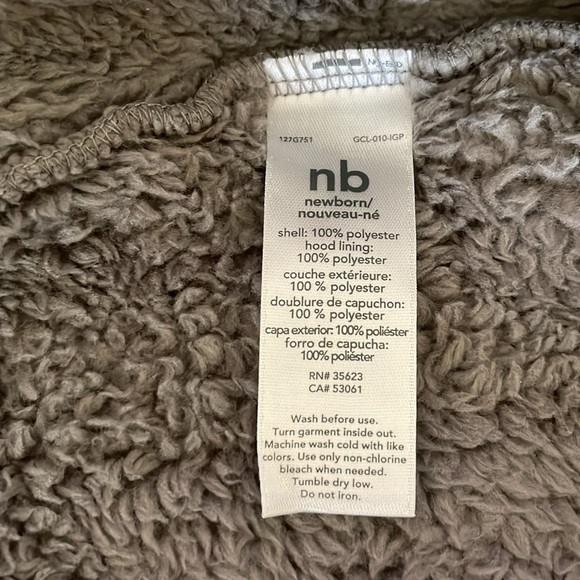 127G751 GCL-010-IGP
nb
newborn/
nouveau-né
shell: 100% polyester
hood lining:
100% polyester
couche extérieure:
100 % polyester
doublure de capuchon:
100 % polyester
capa exterior: 100% poliéster
forro de capucha:
100% poliéster
RN# 35623
CA# 53061
Wash before use.
Turn garment inside out.
Machine wash cold with like
colors. Use only non-chlorine
bleach when needed.
Tumble dry low.
Do not iron.